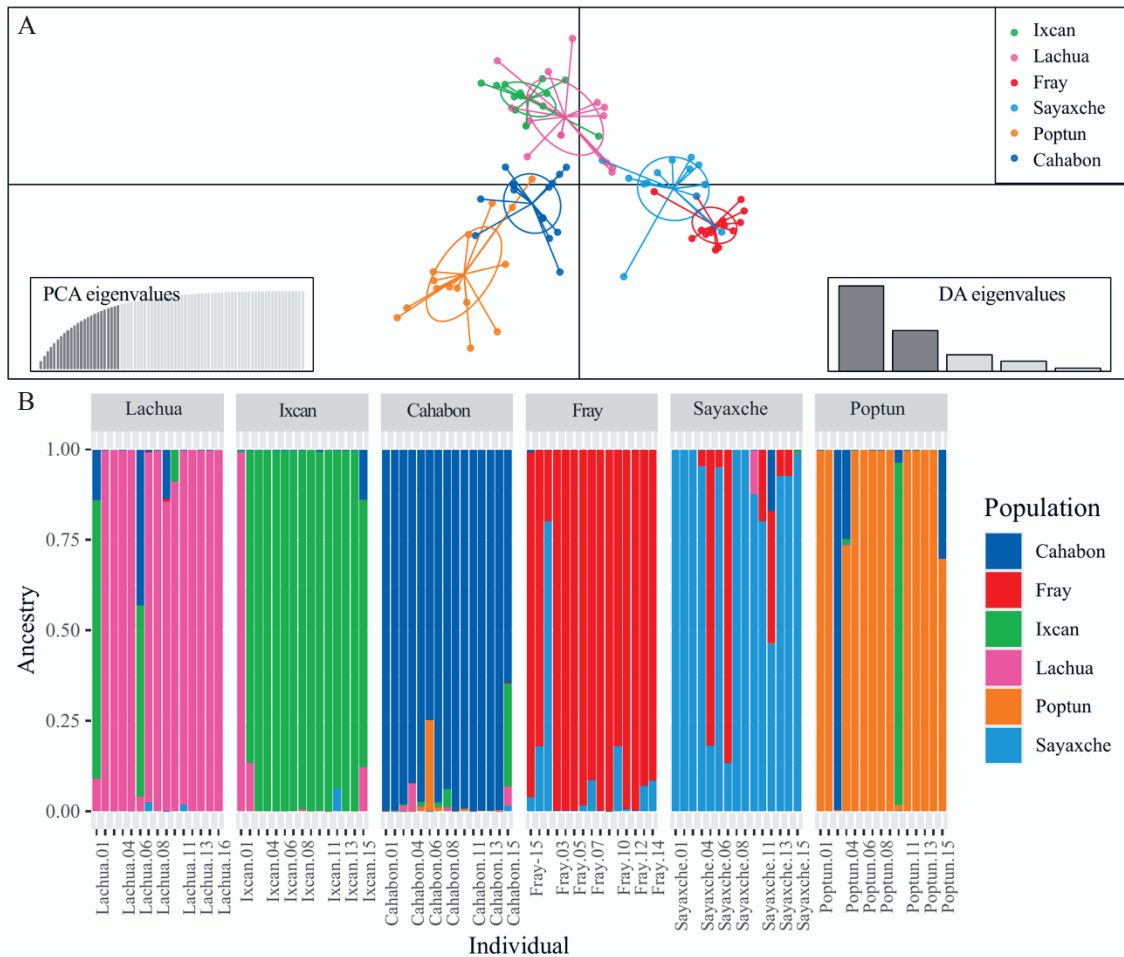 A
Ixcan
Lachua
Fray
Sayaxche
Poptun
Cahabon
PCA eigenvalues
DA eigenvalues
B
Lachua
Ixcan
Cahabon
Fray
Sayaxche
Poptun
1.00
0.75
0.50
0.25
0.00
Ancestry
Population
Cahabon
Fray
Ixcan
Lachua
Poptun
Sayaxche
Lachua.01
Lachua.04
Lachua.06
Lachua.08
Lachua.11
Lachua.13
Lachua.16
Ixcan.01
Ixcan.04
Ixcan.06
Ixcan.08
Ixcan.11
Ixcan.13
Ixcan.15
Cahabon.01
Cahabon.04
Cahabon.06
Cahabon.08
Cahabon.11
Cahabon.13
Cahabon.15
Fray-15
Fray.03
Fray.05
Fray.07
Fray.10
Fray.12
Fray.14
Sayaxche.01
Sayaxche.04
Sayaxche.06
Sayaxche.08
Sayaxche.11
Sayaxche.13
Sayaxche.15
Poptun.01
Poptun.04
Poptun.06
Poptun.08
Poptun.11
Poptun.13
Poptun.15
Individual